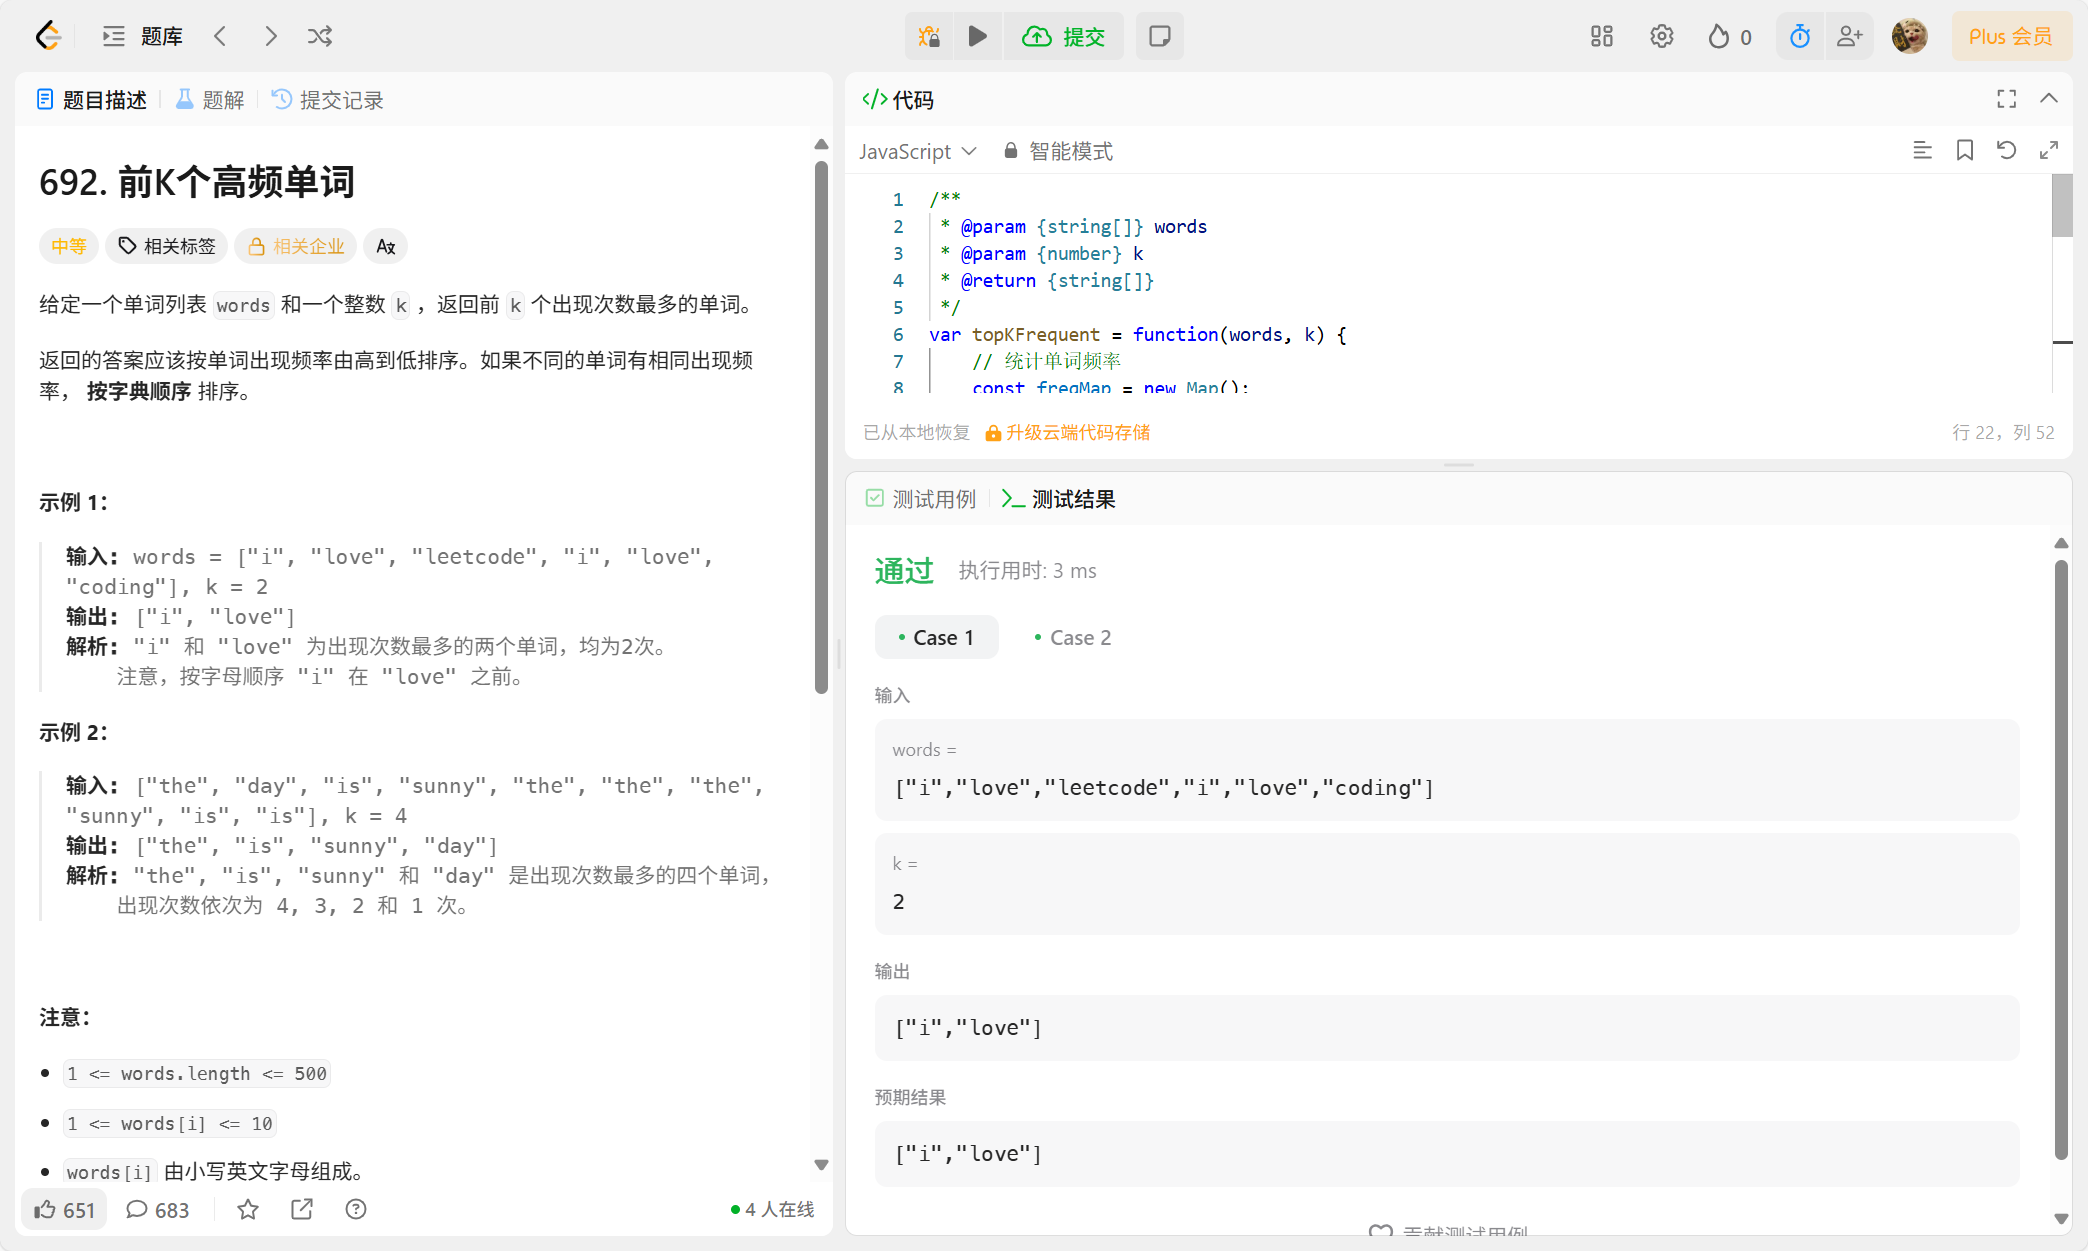 题库
提交
0
Plus 会员
题目描述
题解
提交记录
692. 前K个高频单词
中等
相关标签
相关企业
给定一个单词列表 words 和一个整数 k ，返回前 k 个出现次数最多的单词。
返回的答案应该按单词出现频率由高到低排序。如果不同的单词有相同出现频
率， 按字典顺序 排序。
示例 1：
输入: words = ["i", "love", "leetcode", "i", "love",
"coding"], k = 2
输出: ["i", "love"]
解析: "i" 和 "love" 为出现次数最多的两个单词，均为2次。
注意，按字母顺序 "i" 在 "love" 之前。
示例 2：
输入: ["the", "day", "is", "sunny", "the", "the", "the",
"sunny", "is", "is"], k = 4
输出: ["the", "is", "sunny", "day"]
解析: "the", "is", "sunny" 和 "day" 是出现次数最多的四个单词，
出现次数依次为 4, 3, 2 和 1 次。
注意：
1 <= words.length <= 500
1 <= words[i] <= 10
words[i] 由小写英文字母组成。
651
683
4 人在线
</> 代码
JavaScript
智能模式
1 /**
2 * @param {string[]} words
3 * @param {number} k
4 * @return {string[]}
5 */
6 var topKFrequent = function(words, k) {
7 // 统计单词频率
8 const freqMap = new Map();
已从本地恢复
升级云端代码存储
行 22，列 52
测试用例
>_ 测试结果
通过
执行用时: 3 ms
Case 1
Case 2
输入
words =
["i","love","leetcode","i","love","coding"]
k =
2
输出
["i","love"]
预期结果
["i","love"]
贡献测试用例